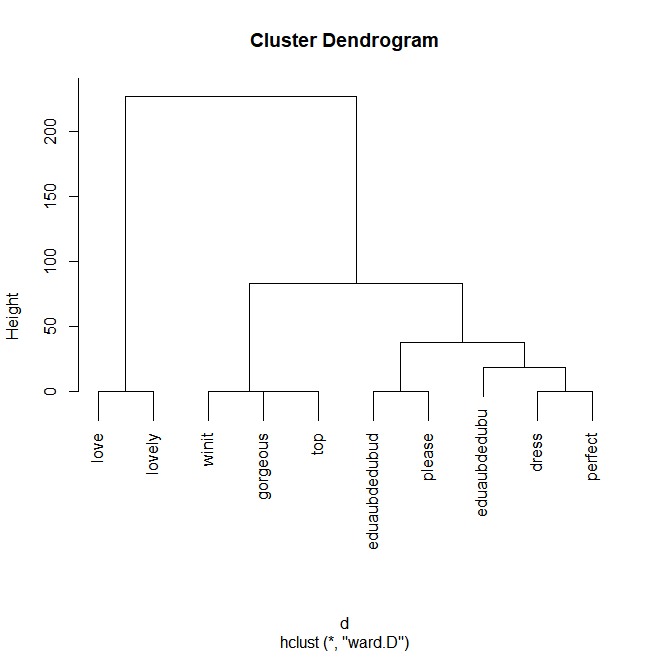 Cluster Dendrogram
Height
200
150
100
50
0
love
lovely
winit
gorgeous
top
eduaubdedubud
please
eduaubdedubu
dress
perfect
d
hclust (*, "ward.D")